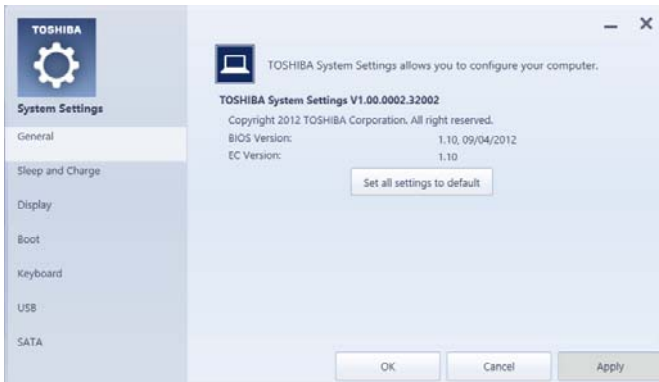 TOSHIBA
System Settings
General
Sleep and Charge
Display
Boot
Keyboard
USB
SATA
TOSHIBA System Settings allows you to configure your computer.
TOSHIBA System Settings V1.00.0002.32002
Copyright 2012 TOSHIBA Corporation. All right reserved.
BIOS Version: 1.10, 09/04/2012
EC Version: 1.10
Set all settings to default
OK Cancel Apply